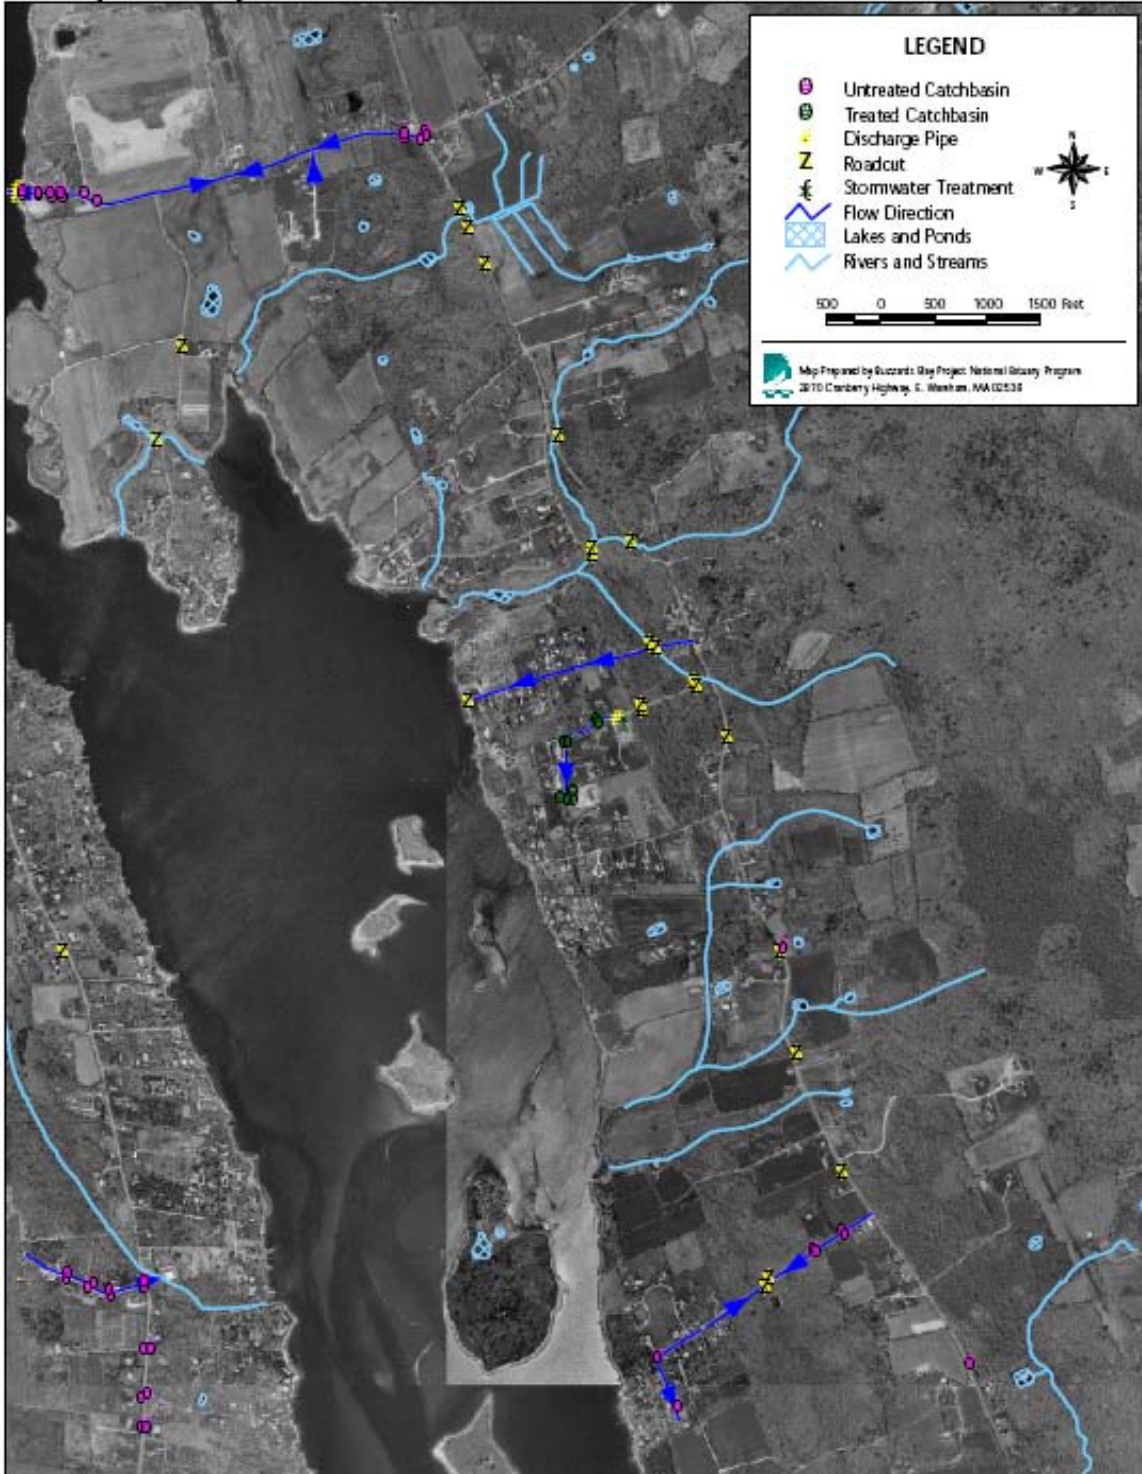 LEGEND
Untreated Catchbasin
Treated Catchbasin
Discharge Pipe
Roadcut
Stormwater Treatment
Flow Direction
Lakes and Ponds
Rivers and Streams
N
W
E
S
500 0 500 1000 1500 Feet
Map Prepared by Buzzards Bay Project National Estuary Program
2870 Cranberry Highway, E. Wareham, MA 02538